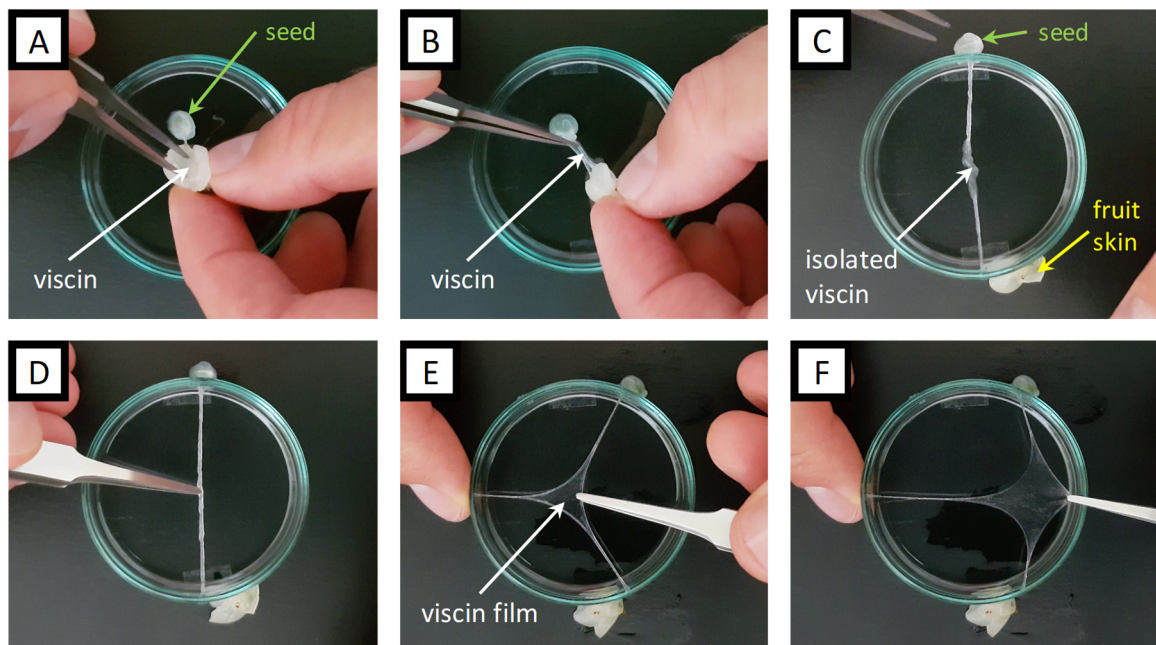 A
seed
viscin
B
viscin
C
seed
fruit
skin
isolated
viscin
D
E
viscin film
F